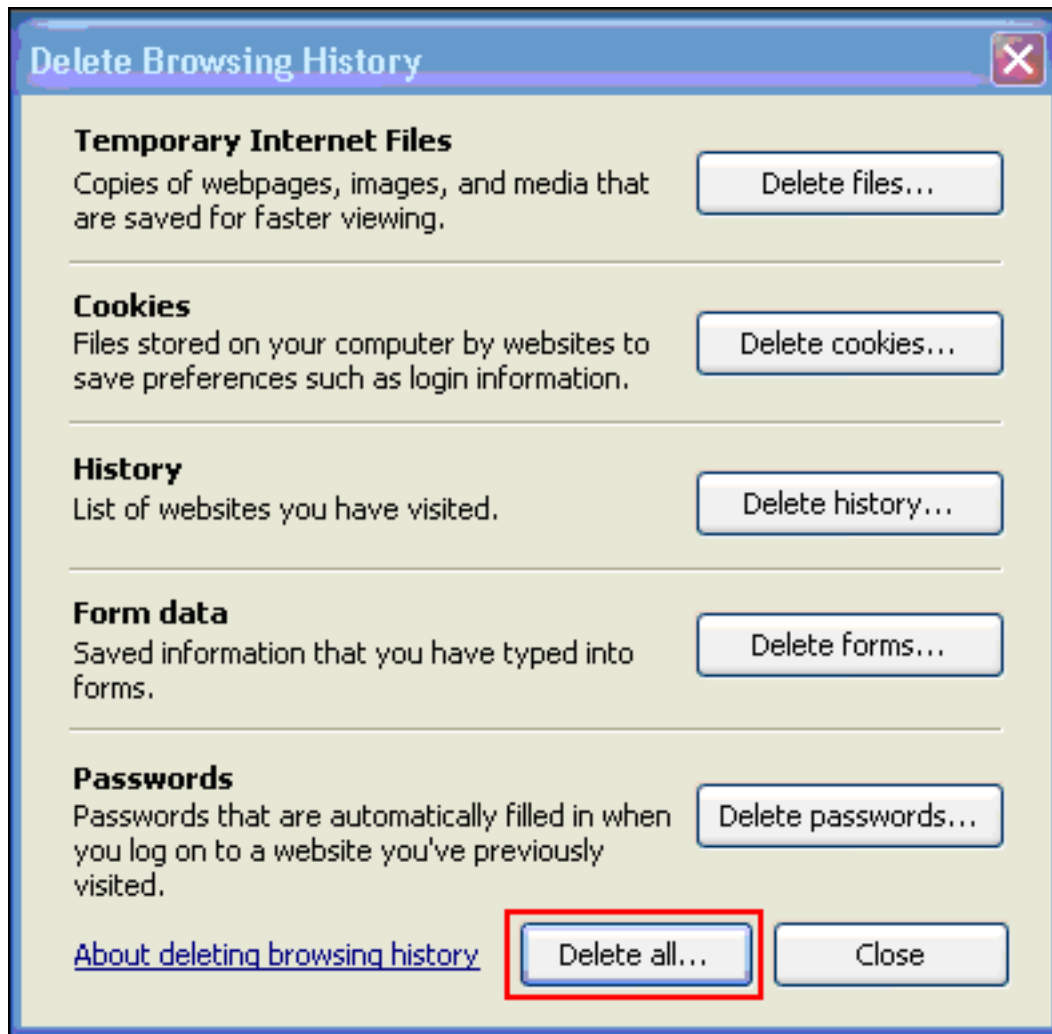 Delete Browsing History
Temporary Internet Files
Copies of webpages, images, and media that
are saved for faster viewing.
Delete files...
Cookies
Files stored on your computer by websites to
save preferences such as login information.
Delete cookies...
History
List of websites you have visited.
Delete history...
Form data
Saved information that you have typed into
forms.
Delete forms...
Passwords
Passwords that are automatically filled in when
you log on to a website you've previously
visited.
Delete passwords...
About deleting browsing history
Delete all...
Close